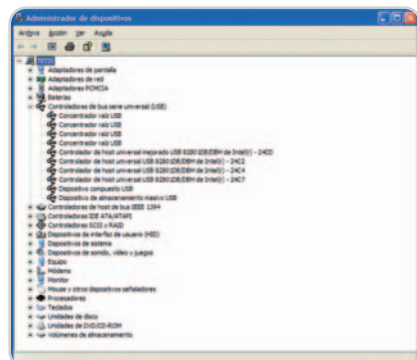 Administrador de dispositivos
Archivo Acción Ver Ayuda
Adaptadores de pantalla
Adaptadores de red
Adaptadores PCMCIA
Baterías
Controladoras de bus serie universal (USB)
Concentrador raíz USB
Concentrador raíz USB
Concentrador raíz USB
Concentrador raíz USB
Controlador de host universal mejorado USB 82801DB/DBM de Intel(r) - 24CD
Controlador de host universal USB 82801DB/DBM de Intel(r) - 24C2
Controlador de host universal USB 82801DB/DBM de Intel(r) - 24C4
Controlador de host universal USB 82801DB/DBM de Intel(r) - 24C7
Dispositivo compuesto USB
Dispositivo de almacenamiento masivo USB
Controladoras de host de bus IEEE 1394
Controladoras IDE ATA/ATAPI
Controladoras SCSI y RAID
Dispositivos de interfaz de usuario (HID)
Dispositivos de sistema
Dispositivos de sonido, vídeo y juegos
Equipo
Módems
Monitor
Mouse y otros dispositivos señaladores
Procesadores
Teclados
Unidades de disco
Unidades de DVD/CD-ROM
Volúmenes de almacenamiento